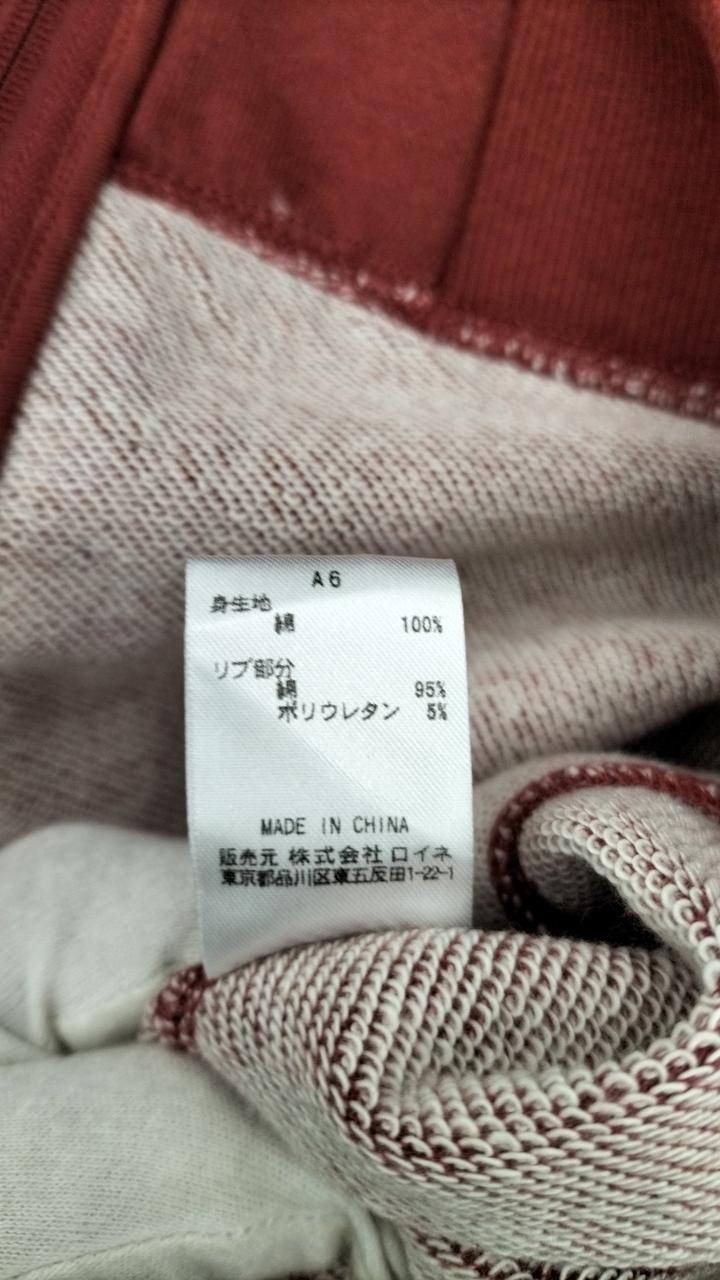 A6
身生地
綿 100%
リブ部分
綿 95%
ポリウレタン 5%
MADE IN CHINA
販売元 株式会社 ロイネ
東京都品川区東五反田1-22-1